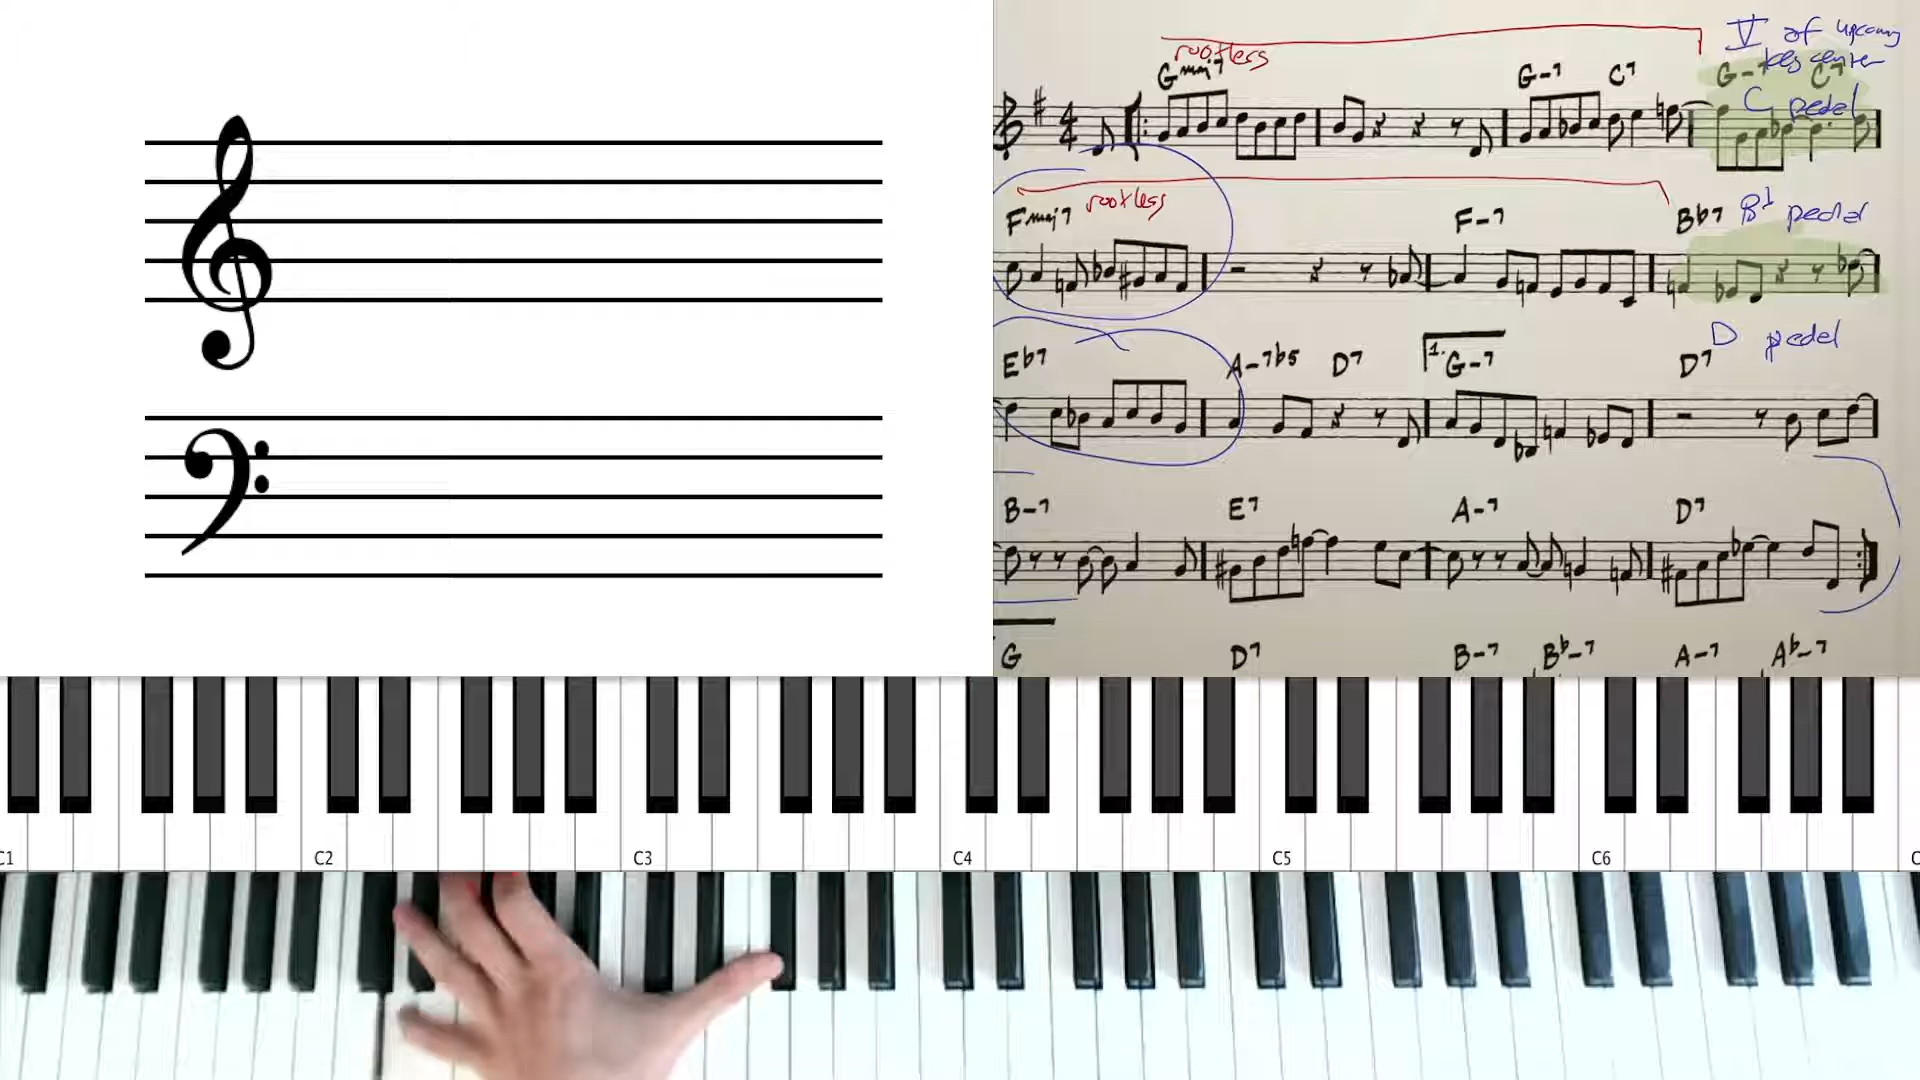 V of upcoming
rootless key center
Gmaj7 G-7 C7 G-7 C7
C pedal
4
4
rootless
Fmaj7 F-7 Bb7 Bb pedal
D pedal
Eb7 A-7b5 D7 1. G-7 D7
B-7 E7 A-7 D7
G D7 B-7 Bb-7 A-7 Ab-7
C1 C2 C3 C4 C5 C6 C